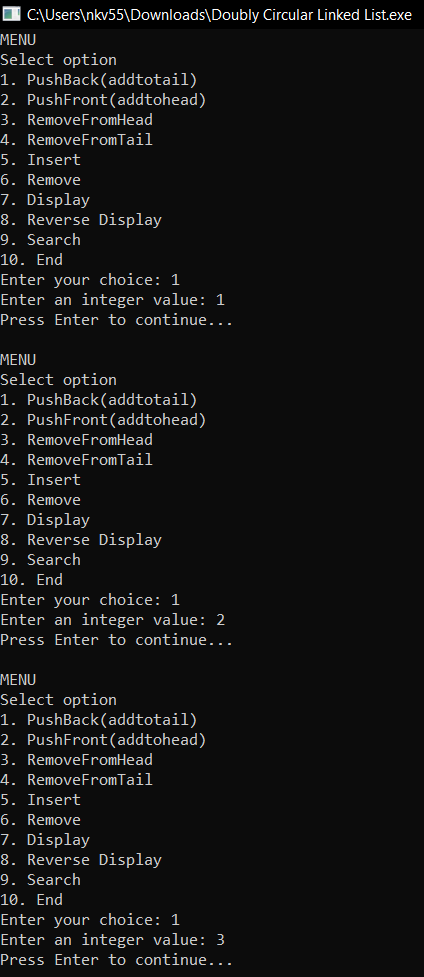 C:\Users\nkv55\Downloads\Doubly Circular Linked List.exe
MENU
Select option
1. PushBack(addtotail)
2. PushFront(addtohead)
3. RemoveFromHead
4. RemoveFromTail
5. Insert
6. Remove
7. Display
8. Reverse Display
9. Search
10. End
Enter your choice: 1
Enter an integer value: 1
Press Enter to continue...
MENU
Select option
1. PushBack(addtotail)
2. PushFront(addtohead)
3. RemoveFromHead
4. RemoveFromTail
5. Insert
6. Remove
7. Display
8. Reverse Display
9. Search
10. End
Enter your choice: 1
Enter an integer value: 2
Press Enter to continue...
MENU
Select option
1. PushBack(addtotail)
2. PushFront(addtohead)
3. RemoveFromHead
4. RemoveFromTail
5. Insert
6. Remove
7. Display
8. Reverse Display
9. Search
10. End
Enter your choice: 1
Enter an integer value: 3
Press Enter to continue...